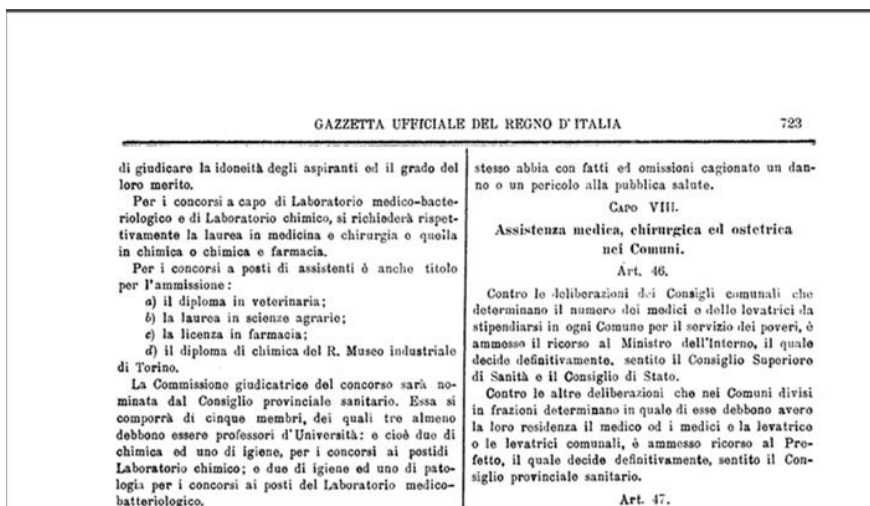 GAZZETTA UFFICIALE DEL REGNO D'ITALIA 723
di giudicare la idoneità degli aspiranti ed il grado del
loro merito.
Per i concorsi a capo di Laboratorio medico-bacte-
riologico e di Laboratorio chimico, si richiederà rispet-
tivamente la laurea in medicina e chirurgia e quella
in chimica o chimica e farmacia.
Per i concorsi a posti di assistenti è anche titolo
per l'ammissione:
a) il diploma in veterinaria;
b) la laurea in scienze agrarie;
c) la licenza in farmacia;
d) il diploma di chimica del R. Museo industriale
di Torino.
La Commissione giudicatrice del concorso sarà no-
minata dal Consiglio provinciale sanitario. Essa si
comporrà di cinque membri, dei quali tre almeno
debbono essere professori d'Università: e cioè due di
chimica ed uno di igiene, per i concorsi ai postidi
Laboratorio chimico; e due di igiene ed uno di pato-
logia per i concorsi ai posti del Laboratorio medico-
batteriologico.
stesso abbia con fatti ed omissioni cagionato un dan-
no o un pericolo alla pubblica salute.
CAPO VIII.
Assistenza medica, chirurgica ed ostetrica
nei Comuni.
Art. 46.
Contro le deliberazioni dei Consigli comunali che
determinano il numero dei medici e delle levatrici da
stipendiarsi in ogni Comune per il servizio dei poveri, è
ammesso il ricorso al Ministro dell'Interno, il quale
decide definitivamente, sentito il Consiglio Superiore
di Sanità e il Consiglio di Stato.
Contro le altre deliberazioni che nei Comuni divisi
in frazioni determinano in quale di esse debbono avere
la loro residenza il medico od i medici e la levatrice
o le levatrici comunali, è ammesso ricorso al Pre-
fetto, il quale decide definitivamente, sentito il Con-
siglio provinciale sanitario.
Art. 47.